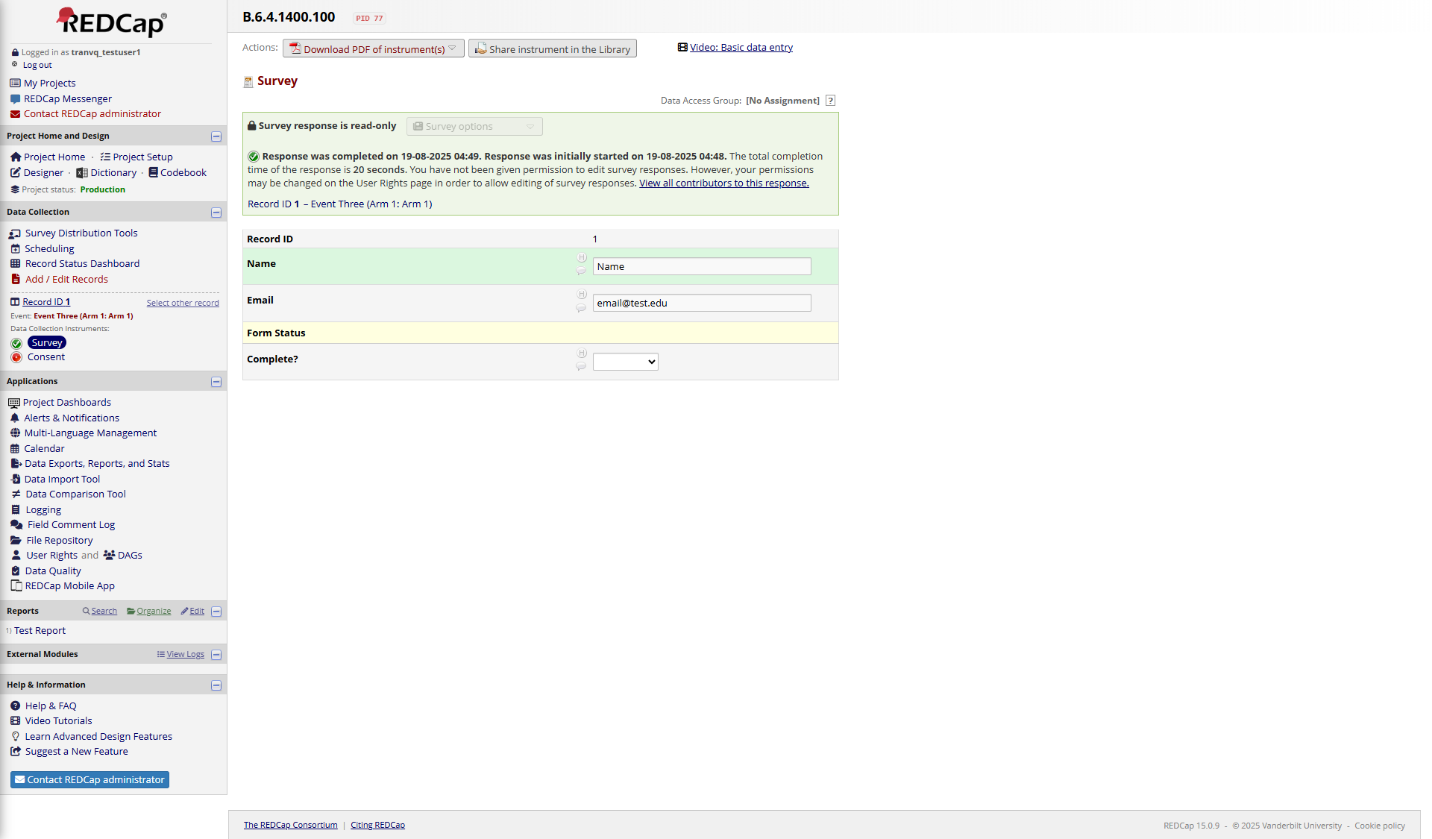 REDCap®
Logged in as tranvq_testuser1
Log out
My Projects
REDCap Messenger
Contact REDCap administrator
Project Home and Design
Project Home · Project Setup
Designer · Dictionary · Codebook
Project status: Production
Data Collection
Survey Distribution Tools
Scheduling
Record Status Dashboard
Add / Edit Records
Record ID 1 Select other record
Event: Event Three (Arm 1: Arm 1)
Data Collection Instruments:
Survey
Consent
Applications
Project Dashboards
Alerts & Notifications
Multi-Language Management
Calendar
Data Exports, Reports, and Stats
Data Import Tool
Data Comparison Tool
Logging
Field Comment Log
File Repository
User Rights and DAGs
Data Quality
REDCap Mobile App
Reports Search Organize Edit
1) Test Report
External Modules View Logs
Help & Information
Help & FAQ
Video Tutorials
Learn Advanced Design Features
Suggest a New Feature
Contact REDCap administrator
B.6.4.1400.100 PID 77
Actions: Download PDF of instrument(s) Share instrument in the Library Video: Basic data entry
Survey
Data Access Group: [No Assignment] ?
Survey response is read-only Survey options
Response was completed on 19-08-2025 04:49. Response was initially started on 19-08-2025 04:48. The total completion
time of the response is 20 seconds. You have not been given permission to edit survey responses. However, your permissions
may be changed on the User Rights page in order to allow editing of survey responses. View all contributors to this response.
Record ID 1 – Event Three (Arm 1: Arm 1)
Record ID 1
Name H Name
Email H email@test.edu
Form Status
Complete? H
The REDCap Consortium | Citing REDCap
REDCap 15.0.9 - © 2025 Vanderbilt University - Cookie policy